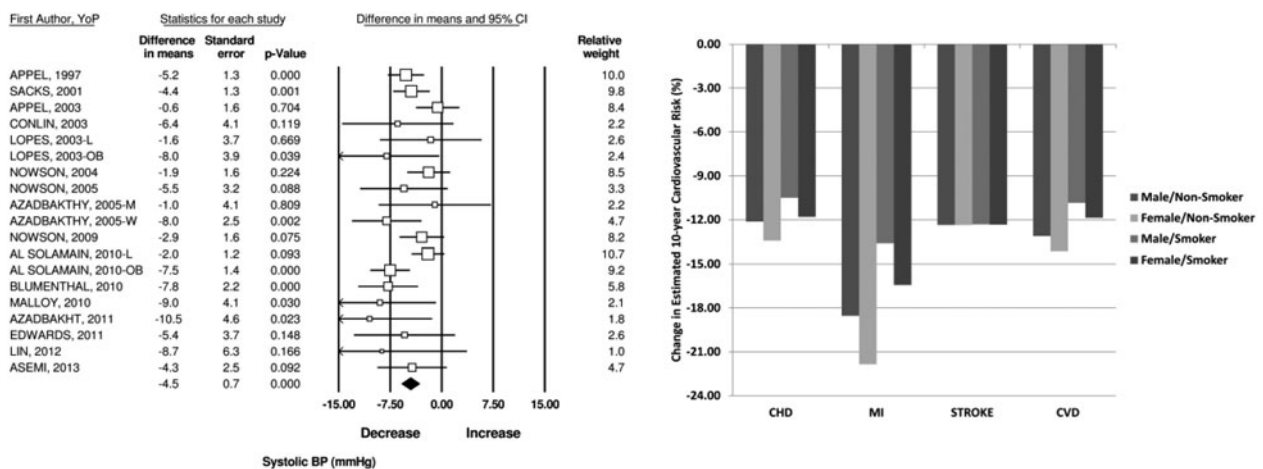 First Author, YoP Statistics for each study Difference in means and 95% CI
Difference in means Standard error p-Value Relative weight
APPEL, 1997 -5.2 1.3 0.000 10.0
SACKS, 2001 -4.4 1.3 0.001 9.8
APPEL, 2003 -0.6 1.6 0.704 8.4
CONLIN, 2003 -6.4 4.1 0.119 2.2
LOPES, 2003-L -1.6 3.7 0.669 2.6
LOPES, 2003-OB -8.0 3.9 0.039 2.4
NOWSON, 2004 -1.9 1.6 0.224 8.5
NOWSON, 2005 -5.5 3.2 0.088 3.3
AZADBAKTHY, 2005-M -1.0 4.1 0.809 2.2
AZADBAKTHY, 2005-W -8.0 2.5 0.002 4.7
NOWSON, 2009 -2.9 1.6 0.075 8.2
AL SOLAMAIN, 2010-L -2.0 1.2 0.093 10.7
AL SOLAMAIN, 2010-OB -7.5 1.4 0.000 9.2
BLUMENTHAL, 2010 -7.8 2.2 0.000 5.8
MALLOY, 2010 -9.0 4.1 0.030 2.1
AZADBAKHT, 2011 -10.5 4.6 0.023 1.8
EDWARDS, 2011 -5.4 3.7 0.148 2.6
LIN, 2012 -8.7 6.3 0.166 1.0
ASEMI, 2013 -4.3 2.5 0.092 4.7
-4.5 0.7 0.000
-15.00 -7.50 0.00 7.50 15.00
Decrease Increase
Systolic BP (mmHg)
Change in Estimated 10-year Cardiovascular Risk (%)
0.00
-3.00
-6.00
-9.00
-12.00
-15.00
-18.00
-21.00
-24.00
CHD MI STROKE CVD
Male/Non-Smoker
Female/Non-Smoker
Male/Smoker
Female/Smoker